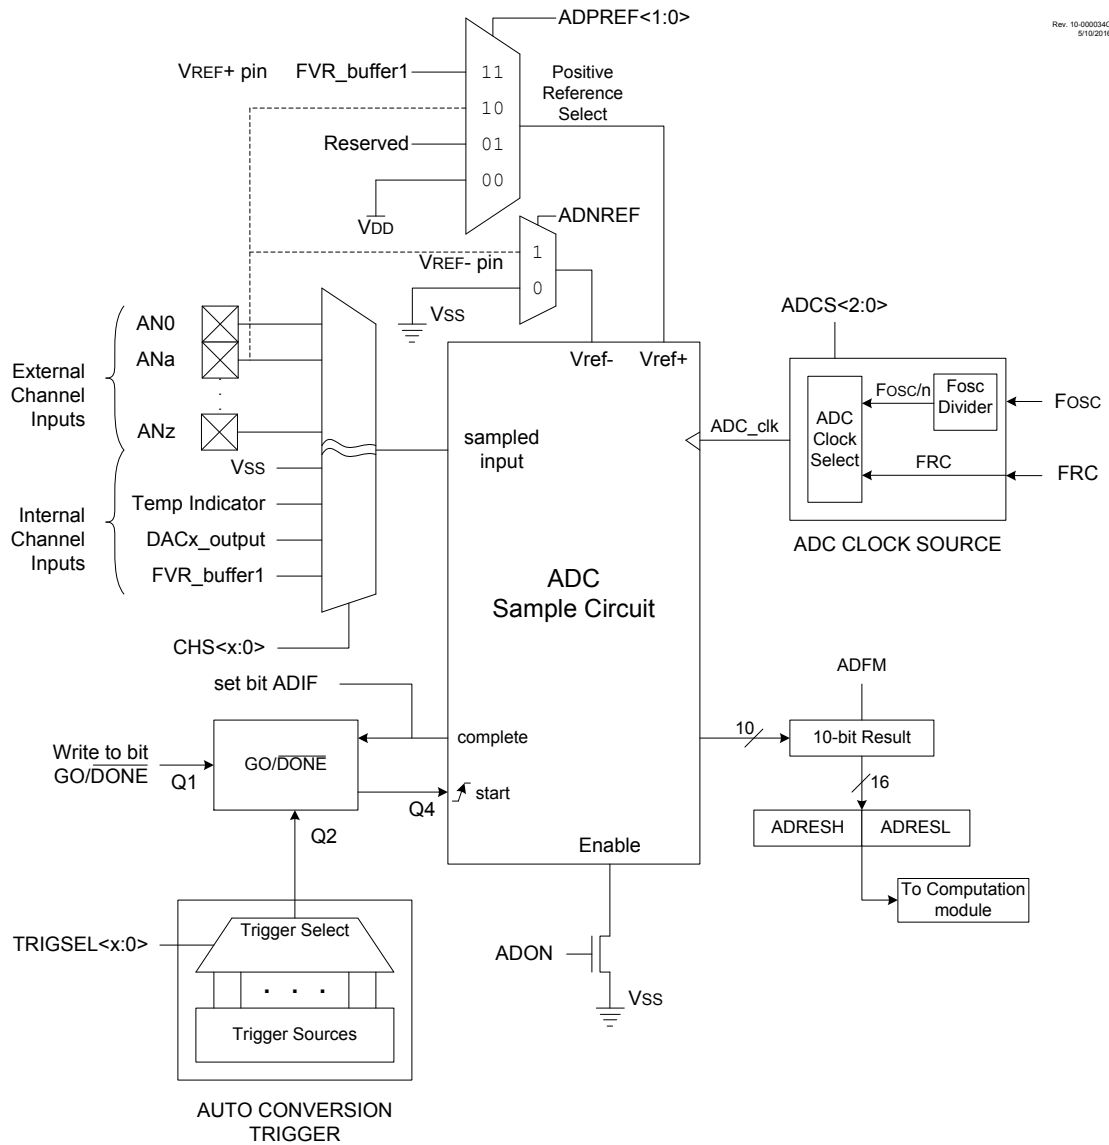 ADPREF<1:0>
Rev. 10-000034C
5/10/2016
VREF+ pin
FVR_buffer1
11
Positive
Reference
Select
10
Reserved
01
00
VDD
ADNREF
VREF- pin
1
0
VSS
ADCS<2:0>
AN0
ANa
ANz
External
Channel
Inputs
Vref-
Vref+
FOSC/n
Fosc
Divider
FOSC
ADC
Clock
Select
ADC_clk
FRC
FRC
ADC CLOCK SOURCE
sampled
input
VSS
Temp Indicator
DACx_output
FVR_buffer1
Internal
Channel
Inputs
ADC
Sample Circuit
CHS<x:0>
set bit ADIF
ADFM
complete
10
10-bit Result
Write to bit
GO/DONE
Q1
GO/DONE
Q4
start
16
Q2
Enable
ADRESH
ADRESL
To Computation
module
TRIGSEL<x:0>
Trigger Select
. . .
Trigger Sources
ADON
VSS
AUTO CONVERSION
TRIGGER